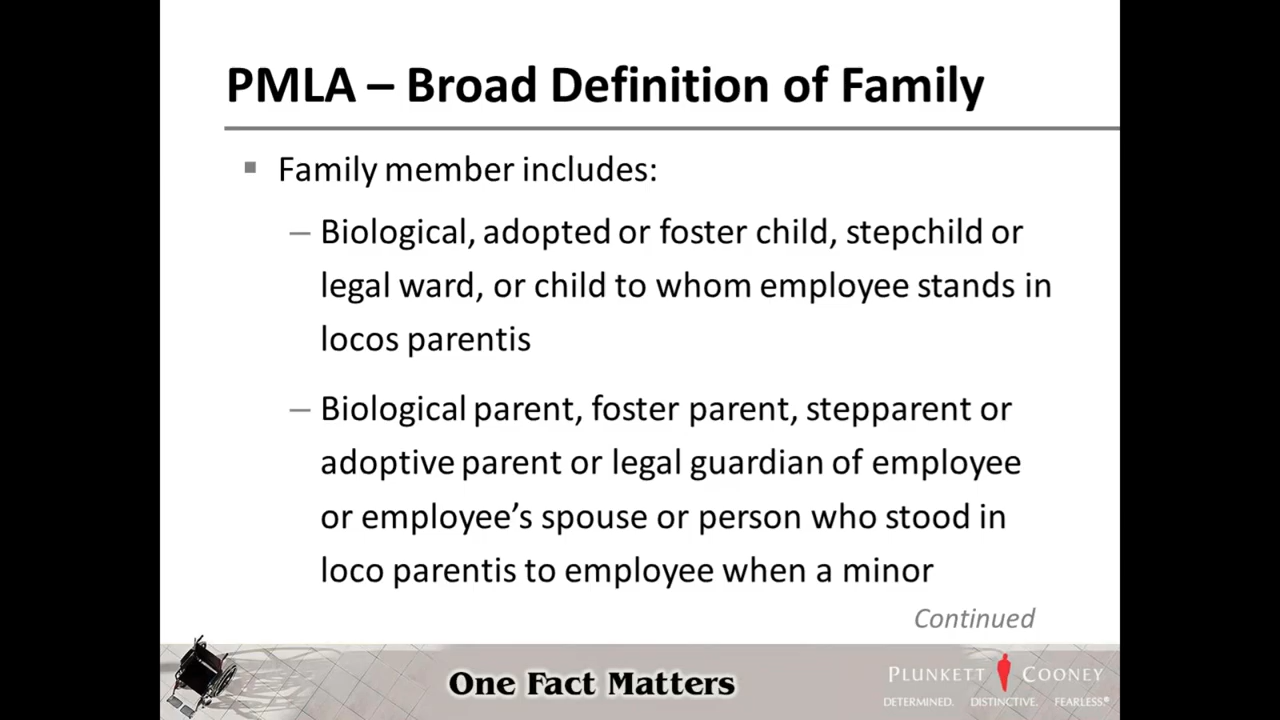 PMLA – Broad Definition of Family
▪ Family member includes:
– Biological, adopted or foster child, stepchild or
legal ward, or child to whom employee stands in
locos parentis
– Biological parent, foster parent, stepparent or
adoptive parent or legal guardian of employee
or employee’s spouse or person who stood in
loco parentis to employee when a minor
Continued
One Fact Matters
PLUNKETT COONEY
DETERMINED. DISTINCTIVE. FEARLESS.®